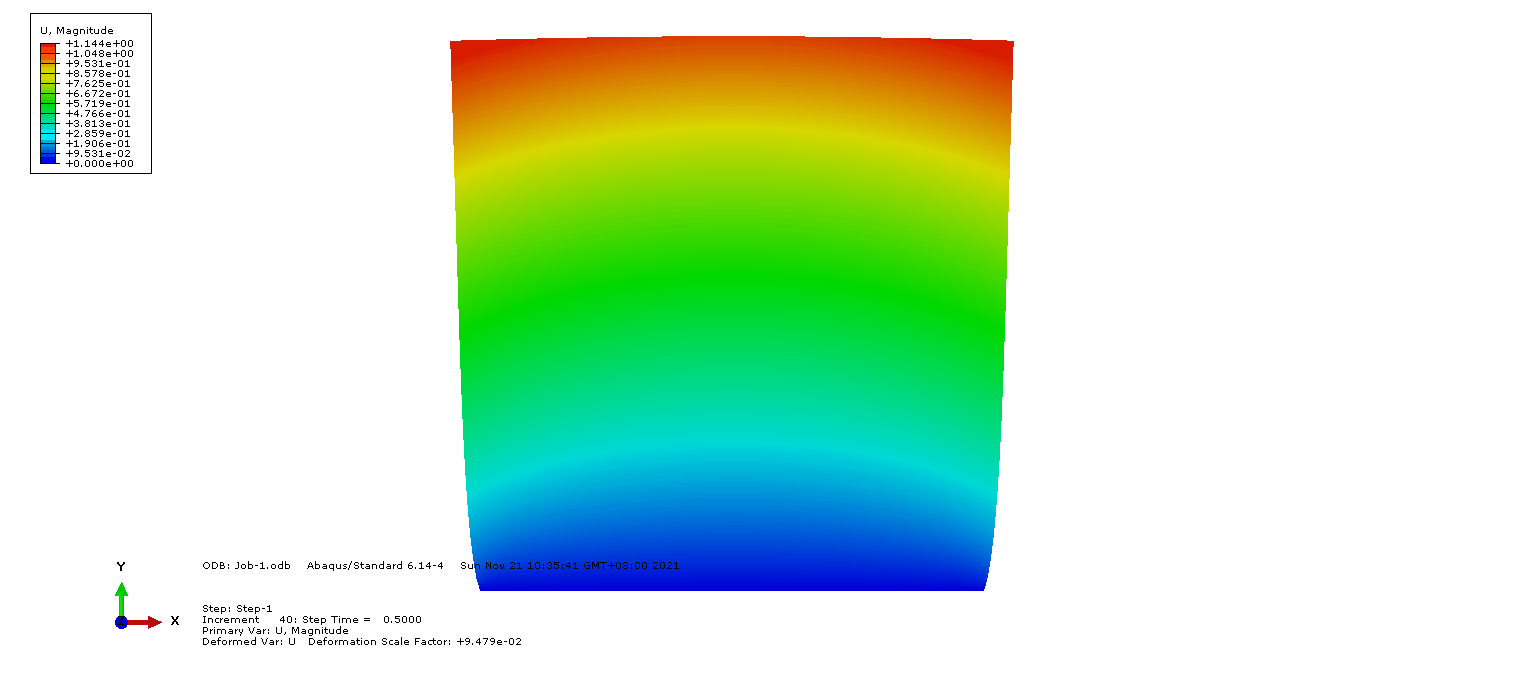 U, Magnitude
+1.144e+00
+1.048e+00
+9.531e-01
+8.578e-01
+7.625e-01
+6.672e-01
+5.719e-01
+4.766e-01
+3.813e-01
+2.859e-01
+1.906e-01
+9.531e-02
+0.000e+00
Y
Z
X
ODB: Job-1.odb Abaqus/Standard 6.14-4 Sun Nov 21 10:35:41 GMT+08:00 2021
Step: Step-1
Increment 40: Step Time = 0.5000
Primary Var: U, Magnitude
Deformed Var: U Deformation Scale Factor: +9.479e-02